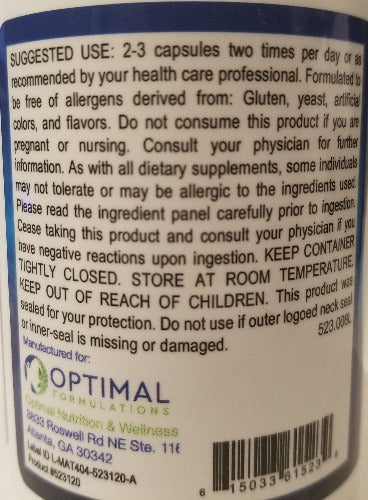 SUGGESTED USE: 2-3 capsules two times per day or as
recommended by your health care professional. Formulated to
be free of allergens derived from: Gluten, yeast, artificial
colors, and flavors. Do not consume this product if you are
pregnant or nursing. Consult your physician for further
information. As with all dietary supplements, some individuals
may not tolerate or may be allergic to the ingredients used.
Please read the ingredient panel carefully prior to ingestion.
Cease taking this product and consult your physician if you
have negative reactions upon ingestion. KEEP CONTAINER
TIGHTLY CLOSED. STORE AT ROOM TEMPERATURE.
KEEP OUT OF REACH OF CHILDREN. This product was
sealed for your protection. Do not use if outer logoed neck seal
or inner-seal is missing or damaged.
523.008L
Manufactured for:
OPTIMAL
FORMULATIONS
Optimal Nutrition & Wellness
3833 Roswell Rd NE Ste. 116
Atlanta, GA 30342
Label ID L-MAT404-523120-A
Product #523120
6 15033 61523